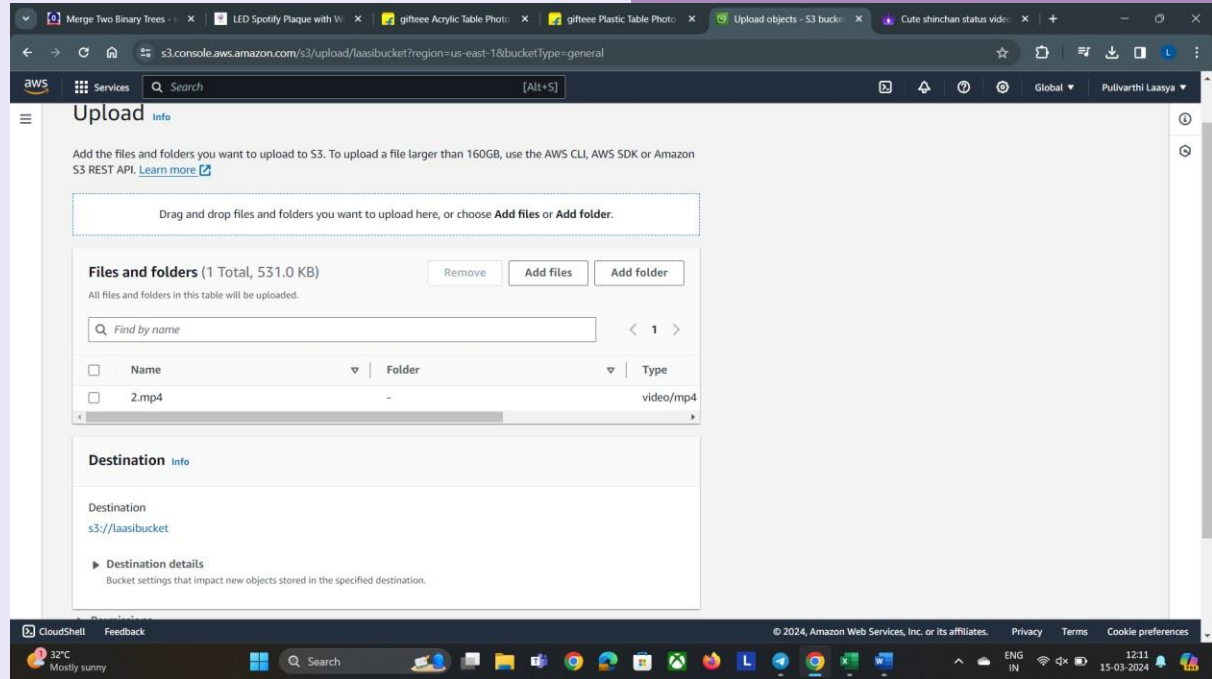 Merge Two Binary Trees -
LED Spotify Plaque with W
gifteee Acrylic Table Photo
gifteee Plastic Table Photo
Upload objects - S3 bucket
Cute shinchan status video
s3.console.aws.amazon.com/s3/upload/laasibucket?region=us-east-1&bucketType=general
L
aws
Services
Search
[Alt+S]
Global
Pulivarthi Laasya
Upload Info
Add the files and folders you want to upload to S3. To upload a file larger than 160GB, use the AWS CLI, AWS SDK or Amazon
S3 REST API. Learn more
Drag and drop files and folders you want to upload here, or choose Add files or Add folder.
Files and folders (1 Total, 531.0 KB)
Remove
Add files
Add folder
All files and folders in this table will be uploaded.
Find by name
1
Name
Folder
Type
2.mp4
-
video/mp4
Destination Info
Destination
s3://laasibucket
Destination details
Bucket settings that impact new objects stored in the specified destination.
CloudShell
Feedback
© 2024, Amazon Web Services, Inc. or its affiliates.
Privacy
Terms
Cookie preferences
1
32°C
Mostly sunny
Search
L
ENG
IN
12:11
15-03-2024